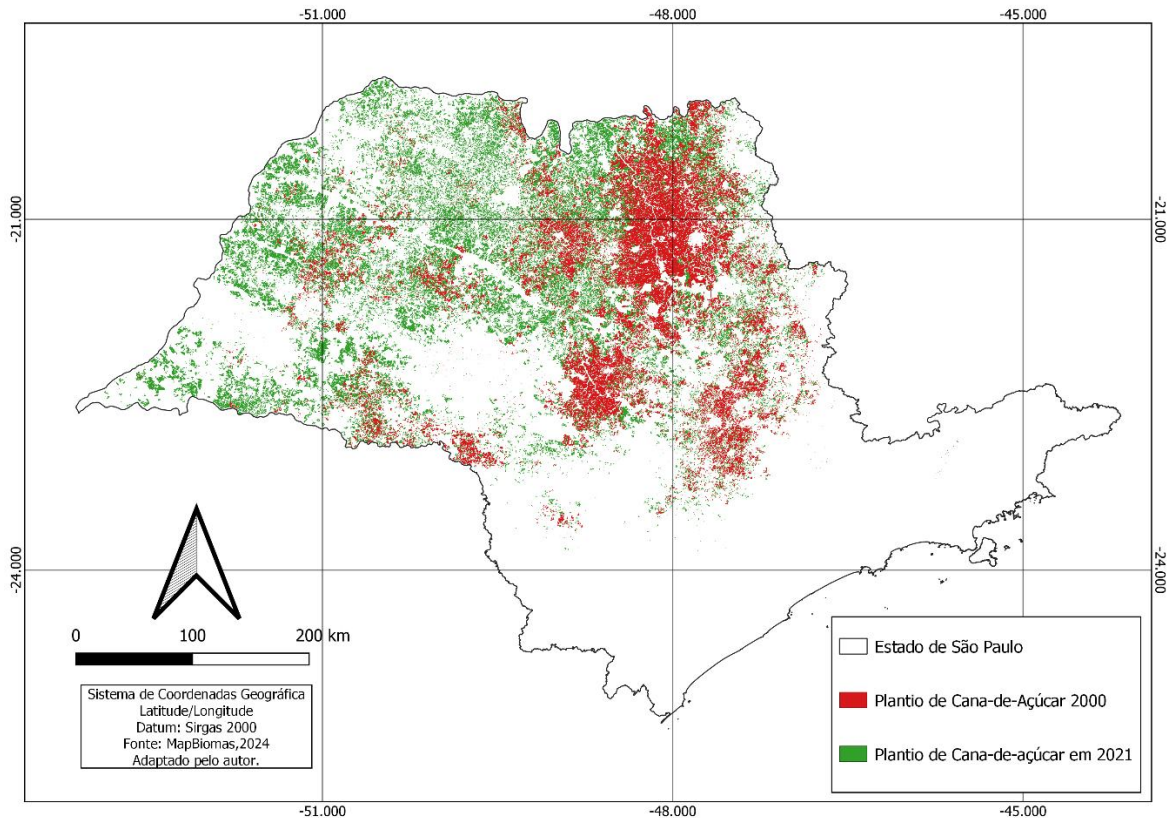 -51.000
-48.000
-45.000
-21.000
-21.000
-24.000
-24.000
0
100
200 km
Sistema de Coordenadas Geográfica
Latitude/Longitude
Datum: Sirgas 2000
Fonte: MapBiomas,2024
Adaptado pelo autor.
Estado de São Paulo
Plantio de Cana-de-Açúcar 2000
Plantio de Cana-de-açúcar em 2021
-51.000
-48.000
-45.000